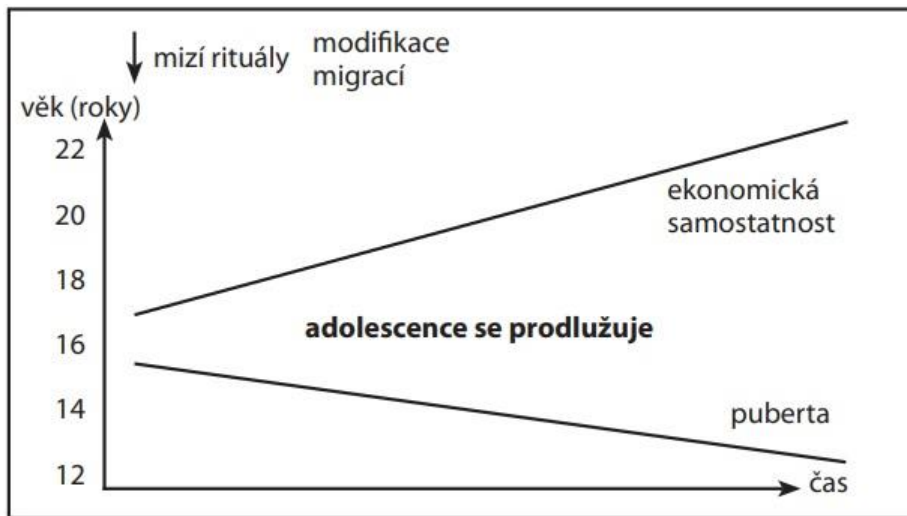 mizí rituály
modifikace
migrací
věk (roky)
22
20
18
16
14
12
ekonomická
samostatnost
adolescence se prodlužuje
puberta
čas